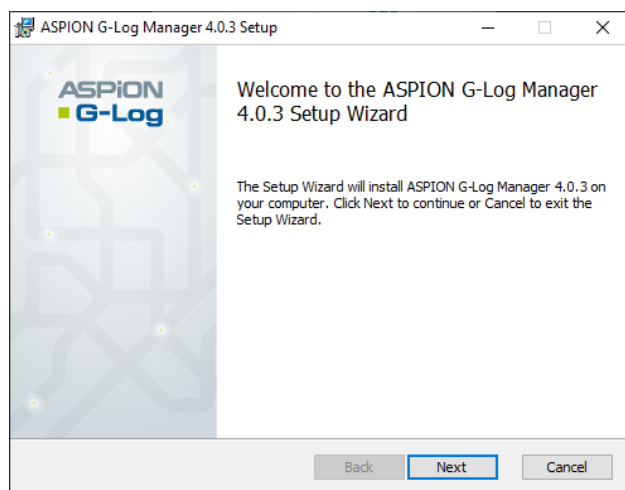 ASPION G-Log Manager 4.0.3 Setup
ASPION
G-Log
Welcome to the ASPION G-Log Manager
4.0.3 Setup Wizard
The Setup Wizard will install ASPION G-Log Manager 4.0.3 on
your computer. Click Next to continue or Cancel to exit the
Setup Wizard.
Back
Next
Cancel